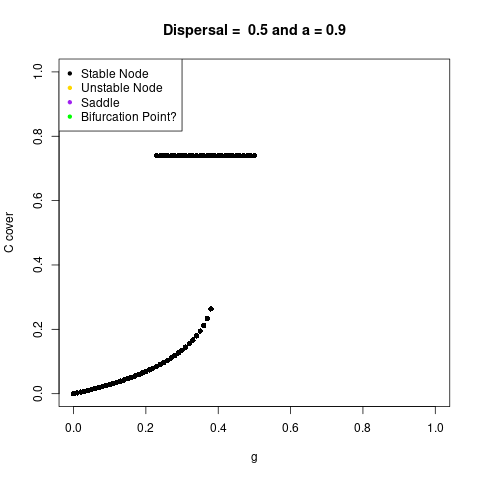 Dispersal =  0.5 and a = 0.9
Stable Node
Unstable Node
Saddle
Bifurcation Point?
C cover
1.0
0.8
0.6
0.4
0.2
0.0
0.0 0.2 0.4 0.6 0.8 1.0
g